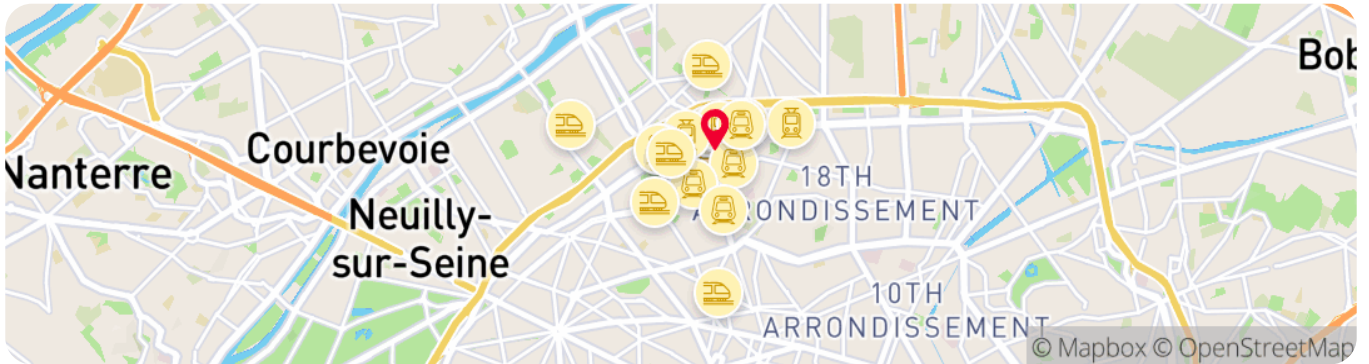 Bob
Courbevoie
Nanterre
18TH
ARRONDISSEMENT
Neuilly-
sur-Seine
10TH
ARRONDISSEMENT
© Mapbox © OpenStreetMap